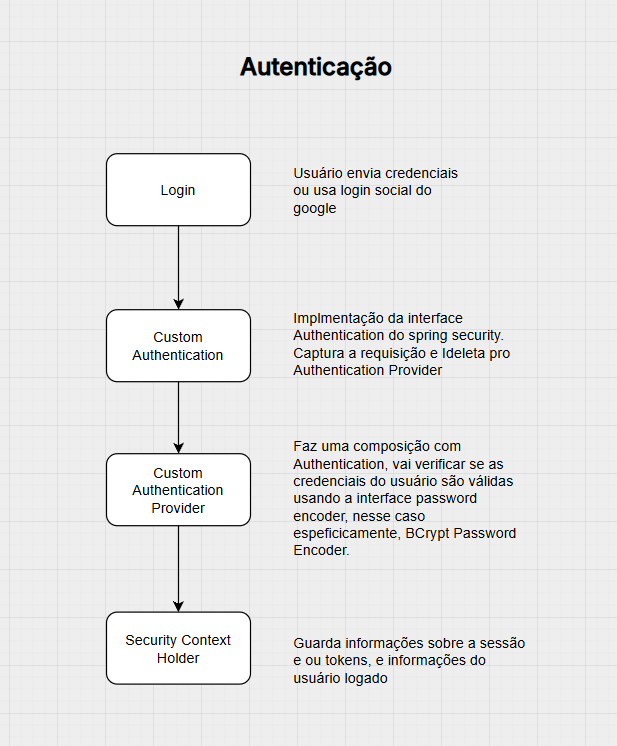 Autenticação
Login
Usuário envia credenciais
ou usa login social do
google
Custom
Authentication
Implmentação da interface
Authentication do spring security.
Captura a requisição e Ideleta pro
Authentication Provider
Custom
Authentication
Provider
Faz uma composição com
Authentication, vai verificar se as
credenciais do usuário são válidas
usando a interface password
encoder, nesse caso
espeficicamente, BCrypt Password
Encoder.
Security Context
Holder
Guarda informações sobre a sessão
e ou tokens, e informações do
usuário logado